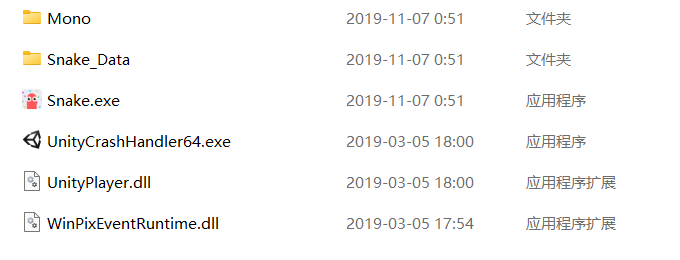 Mono 2019-11-07 0:51 文件夹
Snake_Data 2019-11-07 0:51 文件夹
Snake.exe 2019-11-07 0:51 应用程序
UnityCrashHandler64.exe 2019-03-05 18:00 应用程序
UnityPlayer.dll 2019-03-05 18:00 应用程序扩展
WinPixEventRuntime.dll 2019-03-05 17:54 应用程序扩展